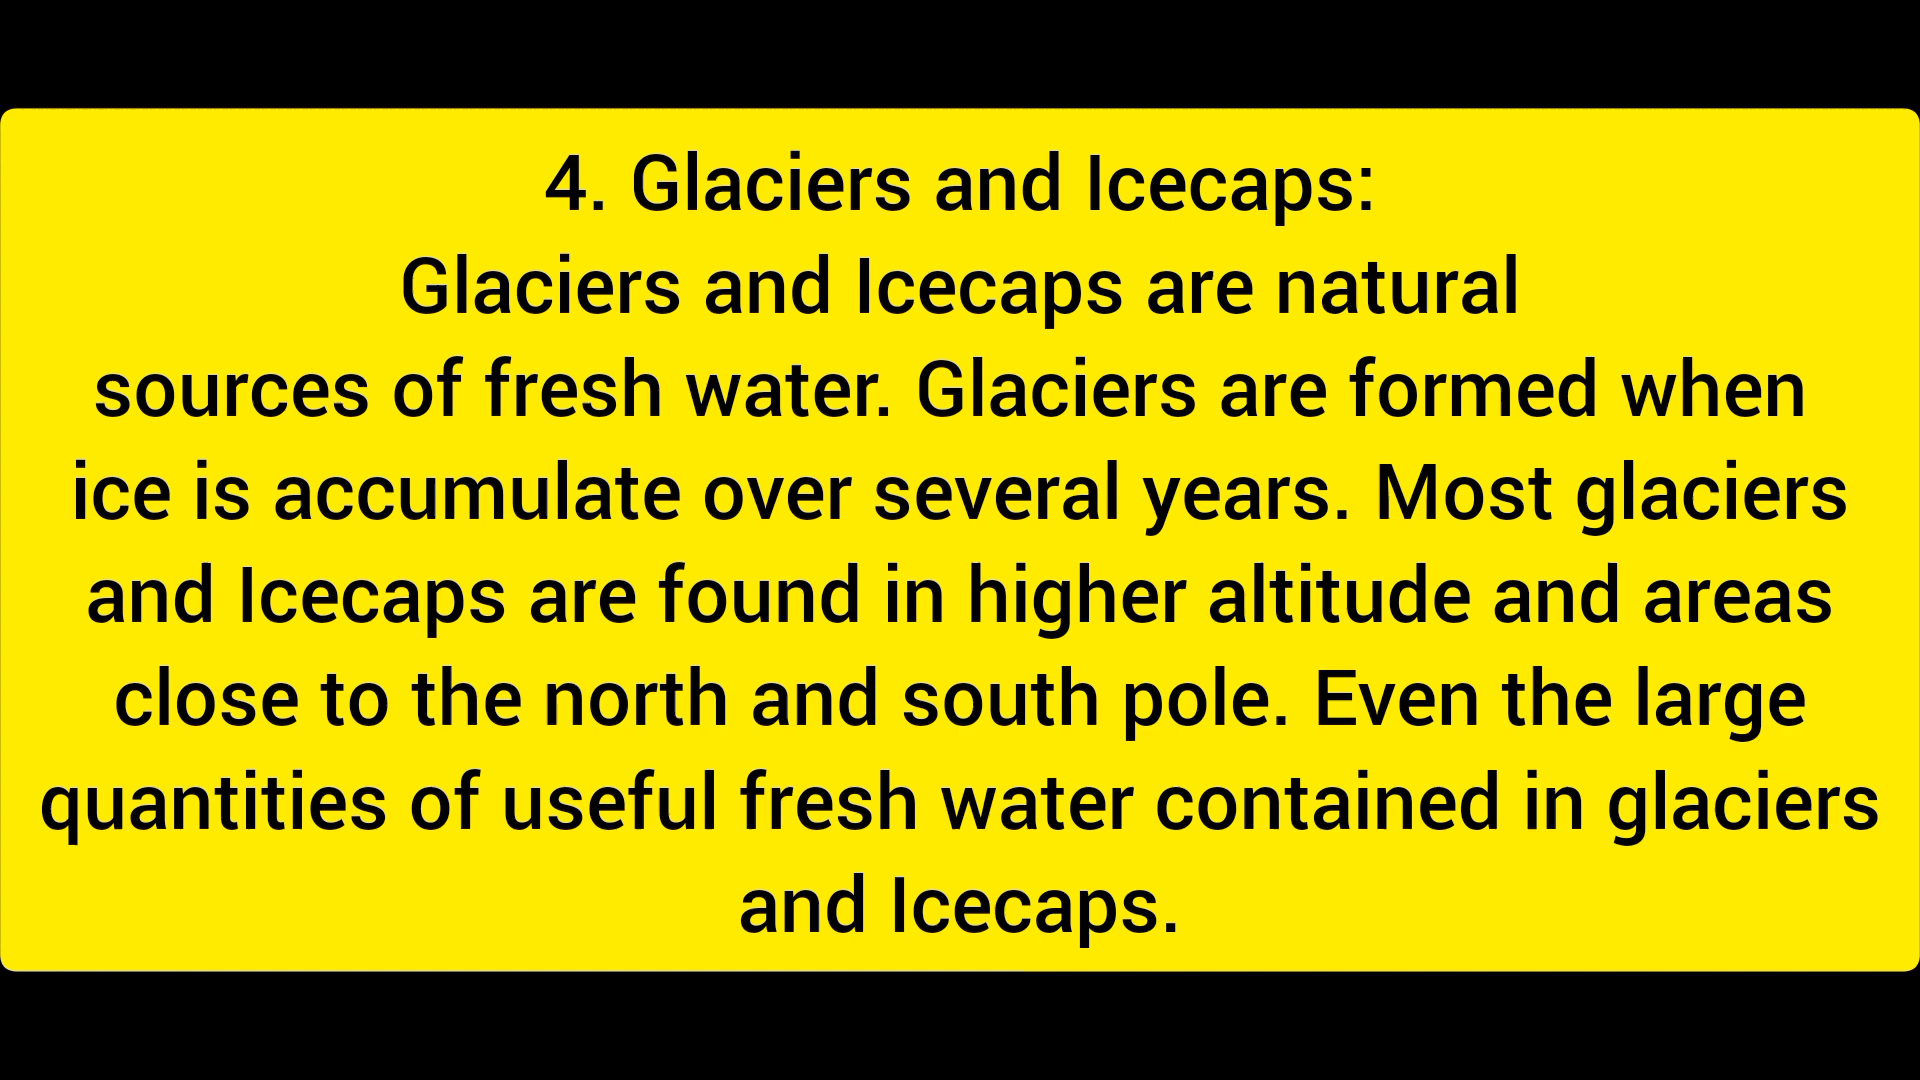 4. Glaciers and Icecaps:
Glaciers and Icecaps are natural
sources of fresh water. Glaciers are formed when
ice is accumulate over several years. Most glaciers
and Icecaps are found in higher altitude and areas
close to the north and south pole. Even the large
quantities of useful fresh water contained in glaciers
and Icecaps.